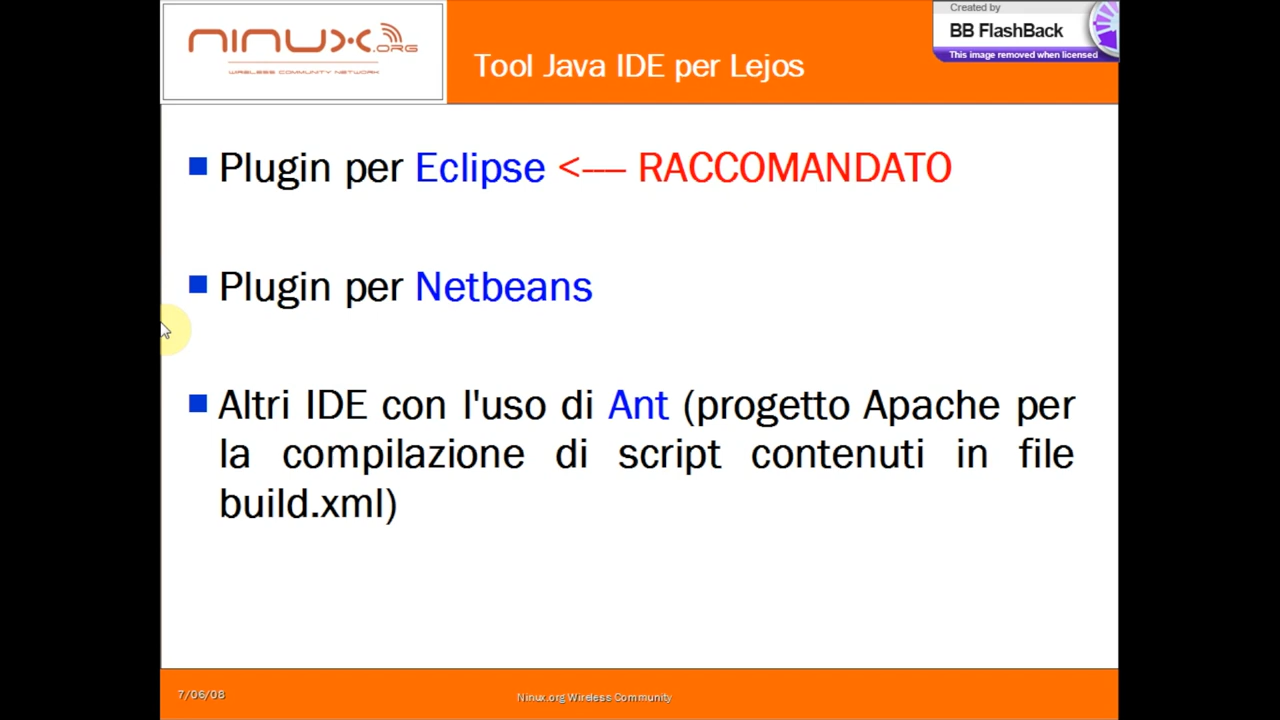 NINUX.ORG
WIRELESS COMMUNITY NETWORK
Tool Java IDE per Lejos
Created by
BB FlashBack
This image removed when licensed
Plugin per Eclipse <--- RACCOMANDATO
Plugin per Netbeans
Altri IDE con l'uso di Ant (progetto Apache per
la compilazione di script contenuti in file
build.xml)
7/06/08
Ninux.org Wireless Community